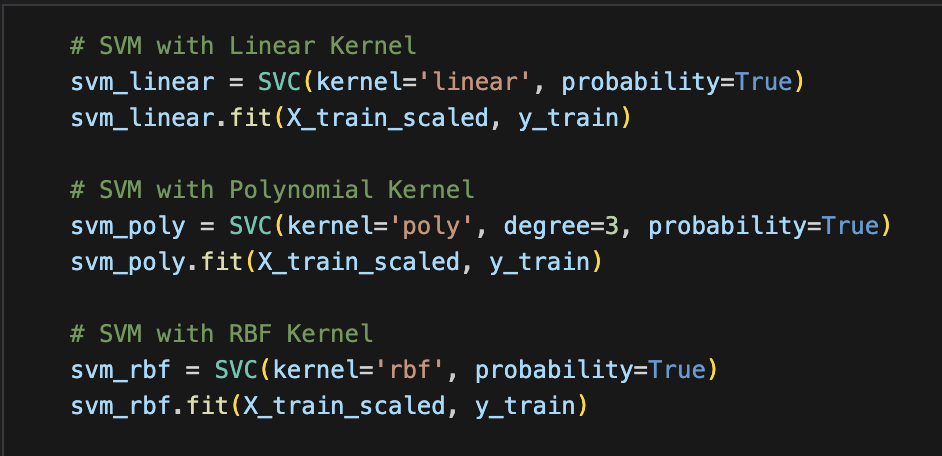 # SVM with Linear Kernel
svm_linear = SVC(kernel='linear', probability=True)
svm_linear.fit(X_train_scaled, y_train)
# SVM with Polynomial Kernel
svm_poly = SVC(kernel='poly', degree=3, probability=True)
svm_poly.fit(X_train_scaled, y_train)
# SVM with RBF Kernel
svm_rbf = SVC(kernel='rbf', probability=True)
svm_rbf.fit(X_train_scaled, y_train)